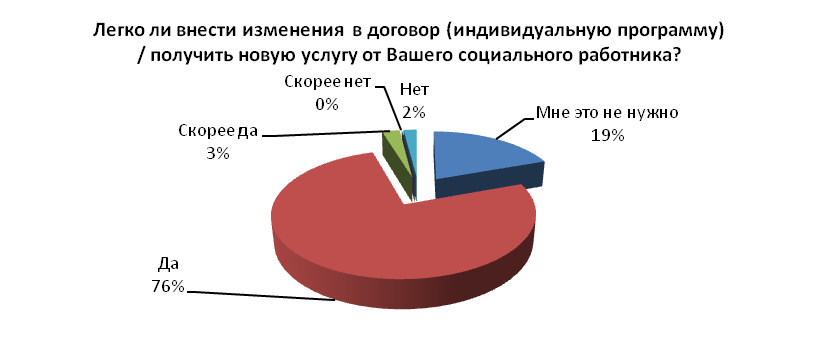 Легко ли внести изменения в договор (индивидуальную программу)
/ получить новую услугу от Вашего социального работника?
Скорее нет
0%
Нет
2%
Мне это не нужно
19%
Скорее да
3%
Да
76%